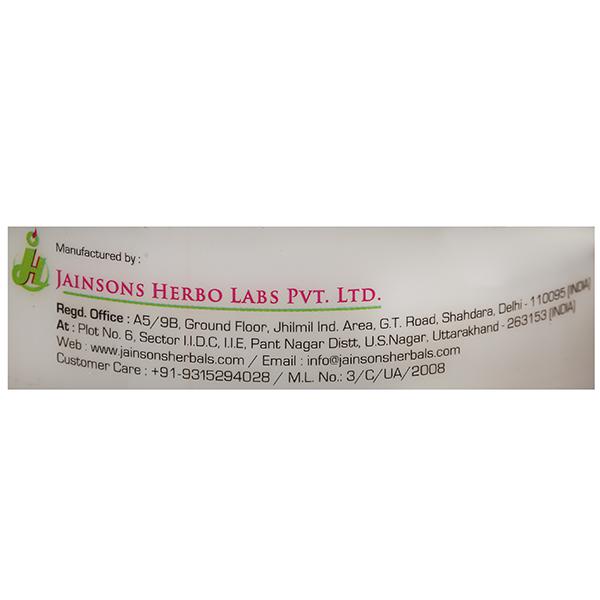 JH
Manufactured by :
JAINSONS HERBO LABS PVT. LTD.
Regd. Office : A5/9B, Ground Floor, Jhilmil Ind. Area, G.T. Road, Shahdara, Delhi - 110095 (INDIA)
At : Plot No. 6, Sector I.I.D.C, I.I.E, Pant Nagar Distt, U.S.Nagar, Uttarakhand - 263153 (INDIA)
Web : www.jainsonsherbals.com / Email : info@jainsonsherbals.com
Customer Care : +91-9315294028 / M.L. No.: 3/C/UA/2008